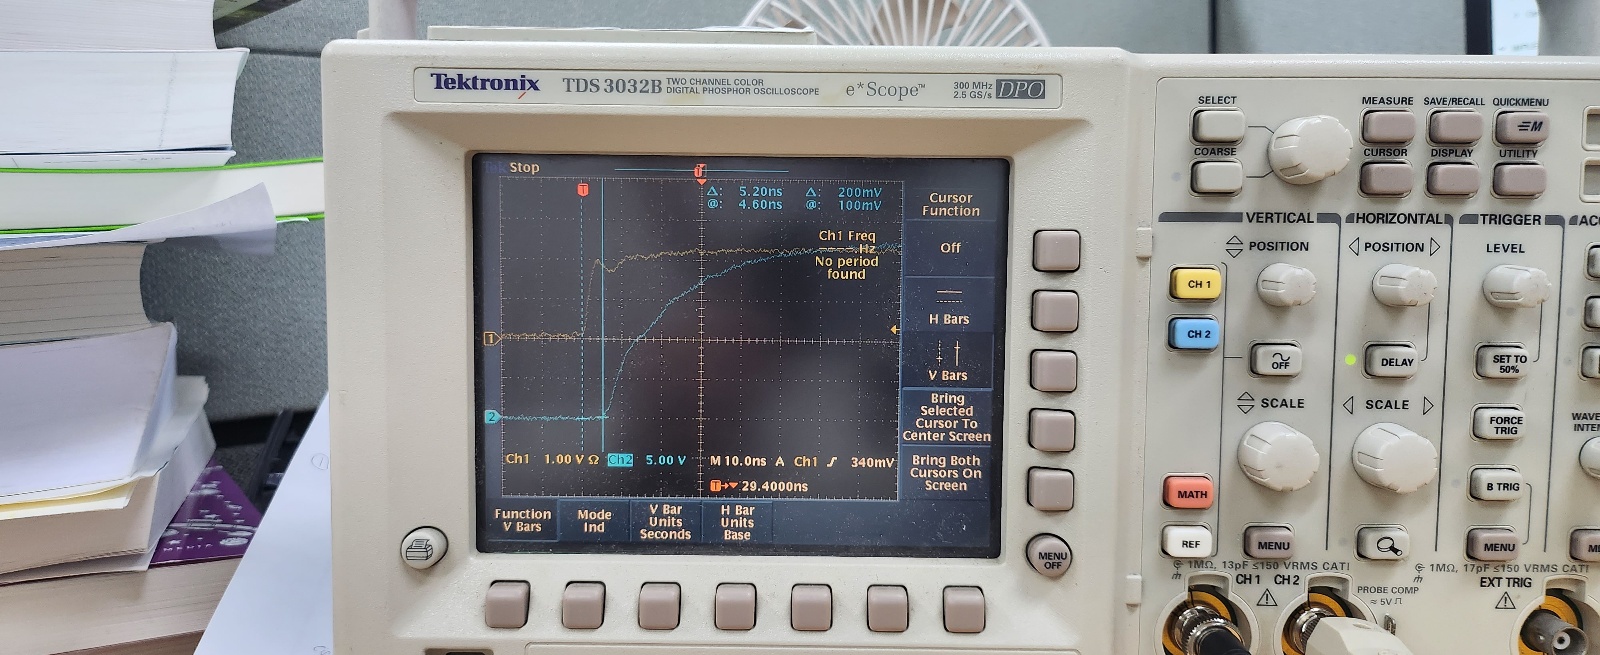 Tektronix TDS 3032B TWO CHANNEL COLOR DIGITAL PHOSPHOR OSCILLOSCOPE e*Scope™ 300 MHz 2.5 GS/s DPO
Tek Stop
T
T
Δ: 5.20ns Δ: 200mV
@: 4.60ns @: 100mV
Ch1 Freq
Hz
No period
found
1
2
Ch1 1.00 V Ω Ch2 5.00 V M 10.0ns A Ch1 340mV
T 29.4000ns
Cursor
Function
Off
H Bars
V Bars
Bring
Selected
Cursor To
Center Screen
Bring Both
Cursors On
Screen
Function
V Bars
Mode
Ind
V Bar
Units
Seconds
H Bar
Units
Base
MENU
OFF
SELECT
COARSE
MEASURE SAVE/RECALL QUICKMENU
M
CURSOR DISPLAY UTILITY
VERTICAL HORIZONTAL TRIGGER
POSITION POSITION LEVEL
CH 1
CH 2
OFF
DELAY
SET TO
50%
SCALE SCALE
FORCE
TRIG
MATH
B TRIG
REF
MENU
MENU
1MΩ, 13pF ≤150 VRMS CAT I
CH 1 CH 2
PROBE COMP
≈ 5V
1MΩ, 17pF ≤150 VRMS CAT I
EXT TRIG